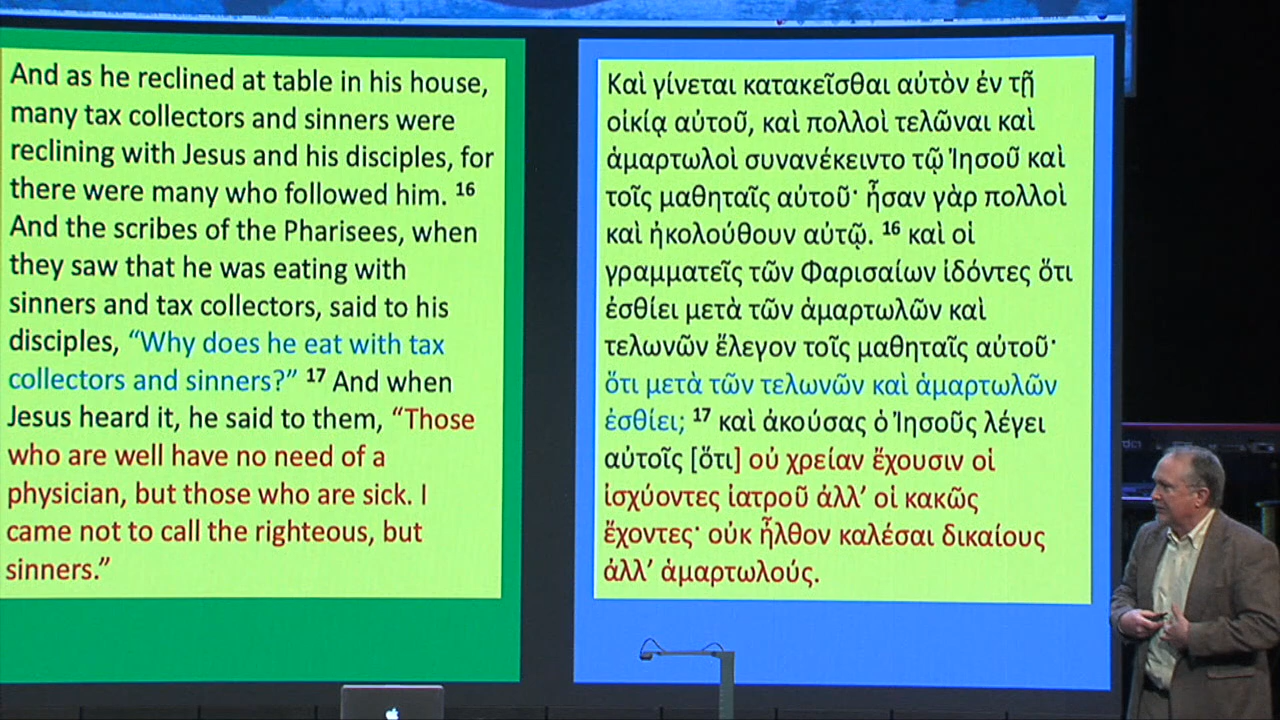 And as he reclined at table in his house,
many tax collectors and sinners were
reclining with Jesus and his disciples, for
there were many who followed him. 16
And the scribes of the Pharisees, when
they saw that he was eating with
sinners and tax collectors, said to his
disciples, “Why does he eat with tax
collectors and sinners?” 17 And when
Jesus heard it, he said to them, “Those
who are well have no need of a
physician, but those who are sick. I
came not to call the righteous, but
sinners.”
Καὶ γίνεται κατακεῖσθαι αὐτὸν ἐν τῇ
οἰκίᾳ αὐτοῦ, καὶ πολλοὶ τελῶναι καὶ
ἁμαρτωλοὶ συνανέκειντο τῷ Ἰησοῦ καὶ
τοῖς μαθηταῖς αὐτοῦ· ἦσαν γὰρ πολλοὶ
καὶ ἠκολούθουν αὐτῷ. 16 καὶ οἱ
γραμματεῖς τῶν Φαρισαίων ἰδόντες ὅτι
ἐσθίει μετὰ τῶν ἁμαρτωλῶν καὶ
τελωνῶν ἔλεγον τοῖς μαθηταῖς αὐτοῦ·
ὅτι μετὰ τῶν τελωνῶν καὶ ἁμαρτωλῶν
ἐσθίει; 17 καὶ ἀκούσας ὁ Ἰησοῦς λέγει
αὐτοῖς [ὅτι] οὐ χρείαν ἔχουσιν οἱ
ἰσχύοντες ἰατροῦ ἀλλ’ οἱ κακῶς
ἔχοντες· οὐκ ἦλθον καλέσαι δικαίους
ἀλλ’ ἁμαρτωλούς.